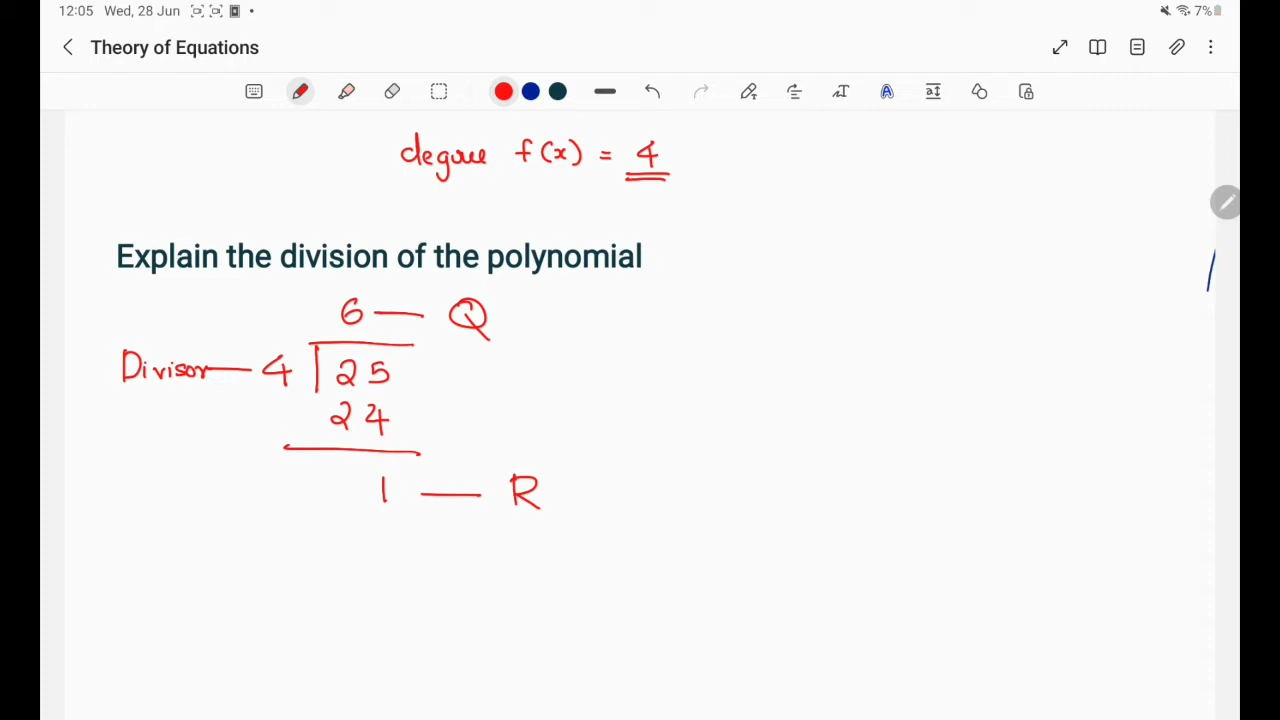 12:05 Wed, 28 Jun
7%
Theory of Equations
degree f(x) = 4
Explain the division of the polynomial
6 — Q
Divisor — 4 25
24
1 — R